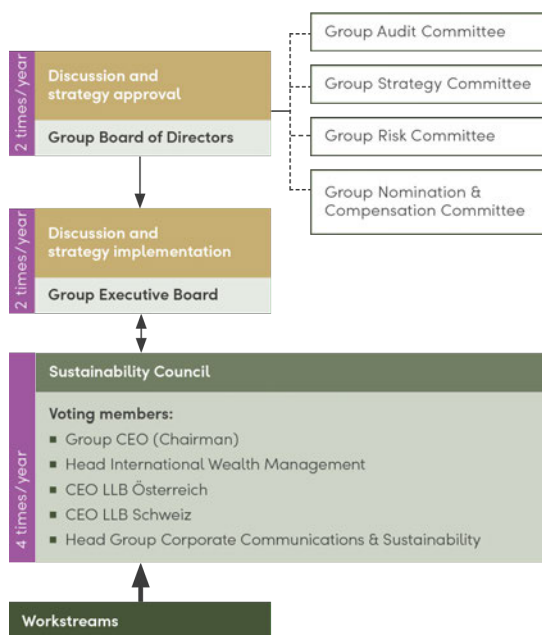 2 times/year
Discussion and
strategy approval
Group Board of Directors
Group Audit Committee
Group Strategy Committee
Group Risk Committee
Group Nomination &
Compensation Committee
2 times/year
Discussion and
strategy implementation
Group Executive Board
4 times/year
Sustainability Council
Voting members:
▪ Group CEO (Chairman)
▪ Head International Wealth Management
▪ CEO LLB Österreich
▪ CEO LLB Schweiz
▪ Head Group Corporate Communications & Sustainability
Workstreams